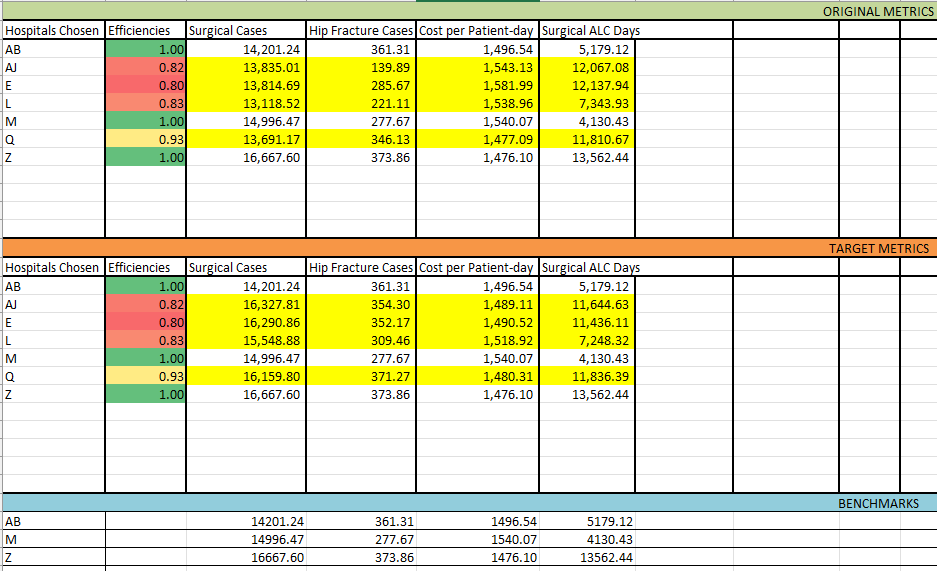 ORIGINAL METRICS
Hospitals Chosen Efficiencies Surgical Cases Hip Fracture Cases Cost per Patient-day Surgical ALC Days
AB 1.00 14,201.24 361.31 1,496.54 5,179.12
AJ 0.82 13,835.01 139.89 1,543.13 12,067.08
E 0.80 13,814.69 285.67 1,581.99 12,137.94
L 0.83 13,118.52 221.11 1,538.96 7,343.93
M 1.00 14,996.47 277.67 1,540.07 4,130.43
Q 0.93 13,691.17 346.13 1,477.09 11,810.67
Z 1.00 16,667.60 373.86 1,476.10 13,562.44
TARGET METRICS
Hospitals Chosen Efficiencies Surgical Cases Hip Fracture Cases Cost per Patient-day Surgical ALC Days
AB 1.00 14,201.24 361.31 1,496.54 5,179.12
AJ 0.82 16,327.81 354.30 1,489.11 11,644.63
E 0.80 16,290.86 352.17 1,490.52 11,436.11
L 0.83 15,548.88 309.46 1,518.92 7,248.32
M 1.00 14,996.47 277.67 1,540.07 4,130.43
Q 0.93 16,159.80 371.27 1,480.31 11,836.39
Z 1.00 16,667.60 373.86 1,476.10 13,562.44
BENCHMARKS
AB 14201.24 361.31 1496.54 5179.12
M 14996.47 277.67 1540.07 4130.43
Z 16667.60 373.86 1476.10 13562.44